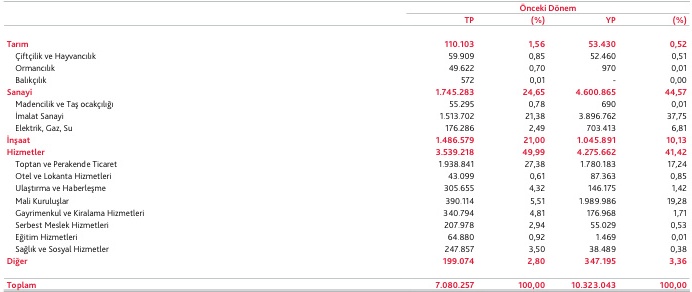 Önceki Dönem
TP (%) YP (%)
Tarım 110.103 1,56 53.430 0,52
Çiftçilik ve Hayvancılık 59.909 0,85 52.460 0,51
Ormancılık 49.622 0,70 970 0,01
Balıkçılık 572 0,01 - 0,00
Sanayi 1.745.283 24,65 4.600.865 44,57
Madencilik ve Taş ocakçılığı 55.295 0,78 690 0,01
İmalat Sanayi 1.513.702 21,38 3.896.762 37,75
Elektrik, Gaz, Su 176.286 2,49 703.413 6,81
İnşaat 1.486.579 21,00 1.045.891 10,13
Hizmetler 3.539.218 49,99 4.275.662 41,42
Toptan ve Perakende Ticaret 1.938.841 27,38 1.780.183 17,24
Otel ve Lokanta Hizmetleri 43.099 0,61 87.363 0,85
Ulaştırma ve Haberleşme 305.655 4,32 146.175 1,42
Mali Kuruluşlar 390.114 5,51 1.989.986 19,28
Gayrimenkul ve Kiralama Hizmetleri 340.794 4,81 176.968 1,71
Serbest Meslek Hizmetleri 207.978 2,94 55.029 0,53
Eğitim Hizmetleri 64.880 0,92 1.469 0,01
Sağlık ve Sosyal Hizmetler 247.857 3,50 38.489 0,38
Diğer 199.074 2,80 347.195 3,36
Toplam 7.080.257 100,00 10.323.043 100,00